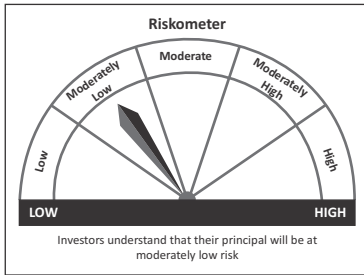 Riskometer
Low
Moderately
Low
Moderate
Moderately
High
High
LOW
HIGH
Investors understand that their principal will be at
moderately low risk